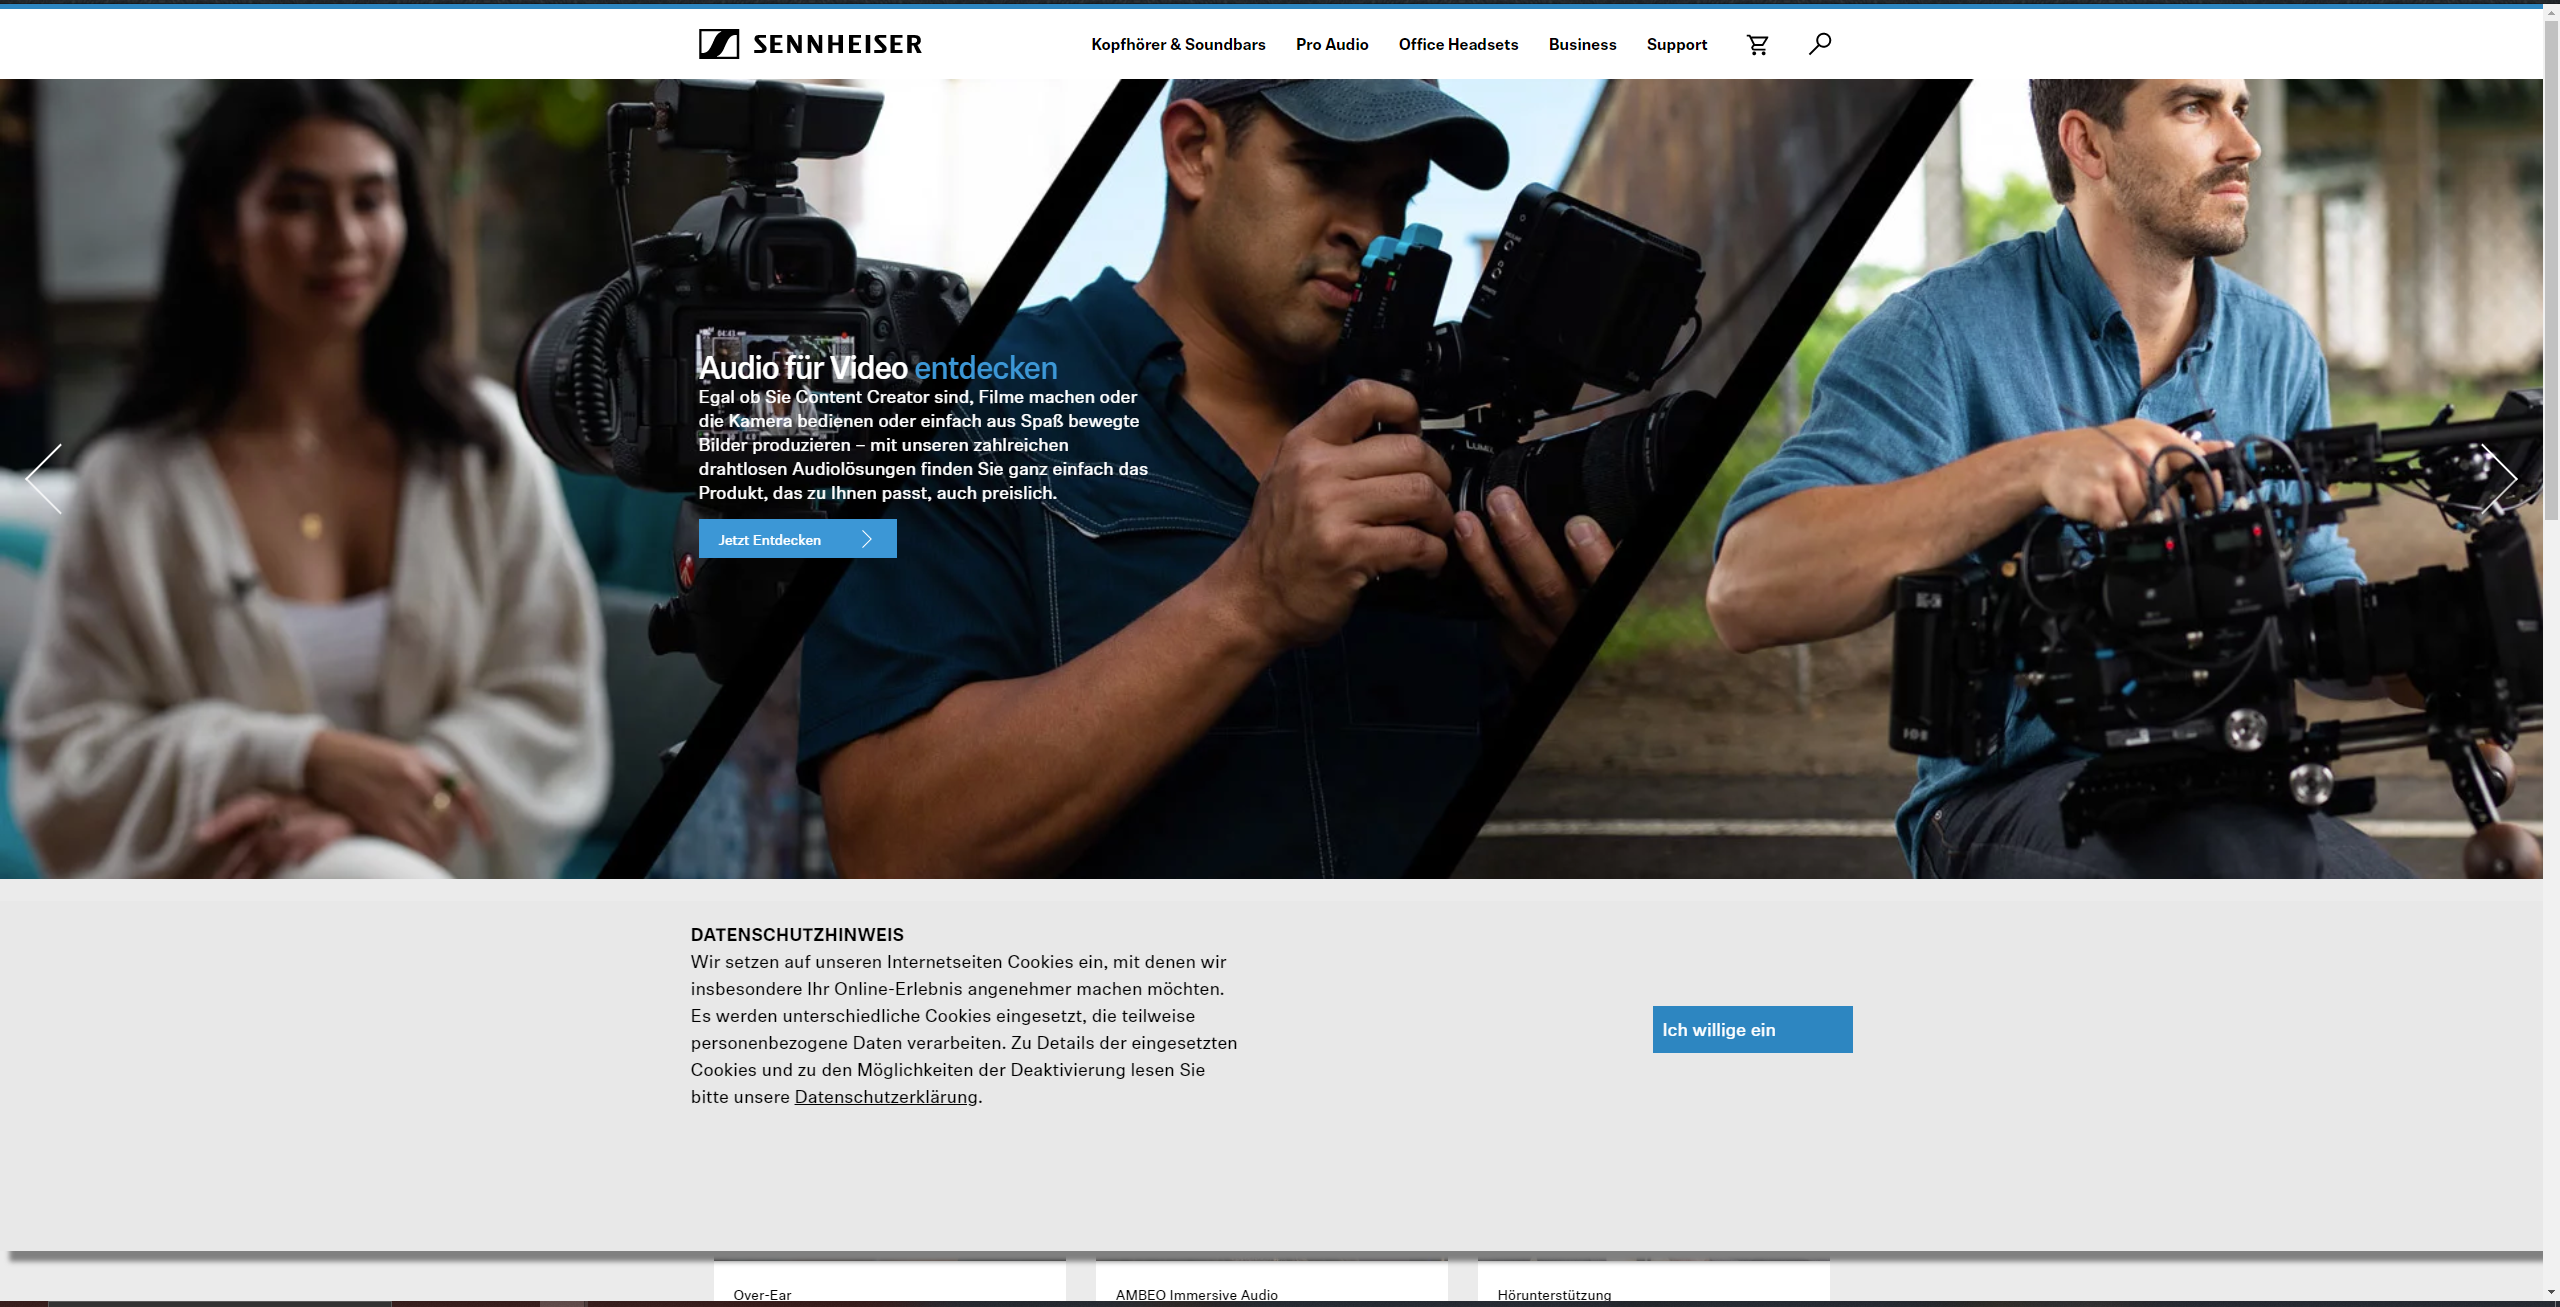 SENNHEISER
Kopfhörer & Soundbars
Pro Audio
Office Headsets
Business
Support
Audio für Video entdecken
Egal ob Sie Content Creator sind, Filme machen oder
die Kamera bedienen oder einfach aus Spaß bewegte
Bilder produzieren – mit unseren zahlreichen
drahtlosen Audiolösungen finden Sie ganz einfach das
Produkt, das zu Ihnen passt, auch preislich.
Jetzt Entdecken
DATENSCHUTZHINWEIS
Wir setzen auf unseren Internetseiten Cookies ein, mit denen wir
insbesondere Ihr Online-Erlebnis angenehmer machen möchten.
Es werden unterschiedliche Cookies eingesetzt, die teilweise
personenbezogene Daten verarbeiten. Zu Details der eingesetzten
Cookies und zu den Möglichkeiten der Deaktivierung lesen Sie
bitte unsere Datenschutzerklärung.
Ich willige ein
Over-Ear
AMBEO Immersive Audio
Hörunterstützung